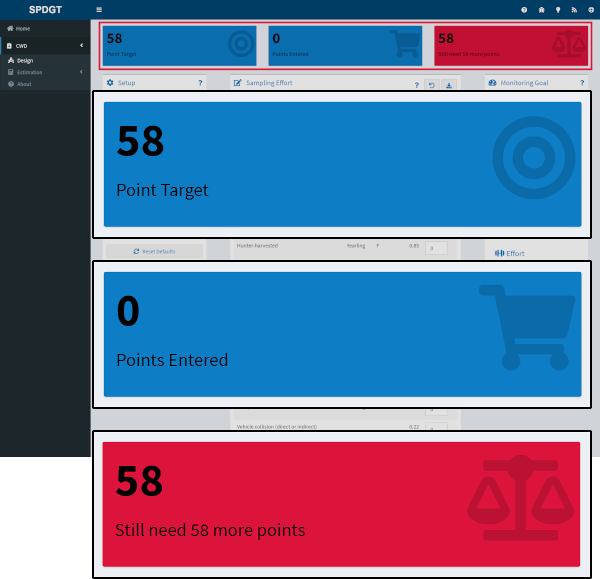 SPDGT
Home
CWD
Design
Estimation
About
58
Point Target
0
Points Entered
58
Still need 58 more points
Setup ?
Sampling Effort ?
Monitoring Goal ?
58
Point Target
Reset Defaults
Hunter-harvested Yearling F 0.85 0
Effort
0
Points Entered
Vehicle collision (direct or indirect) 0.22
58
Still need 58 more points